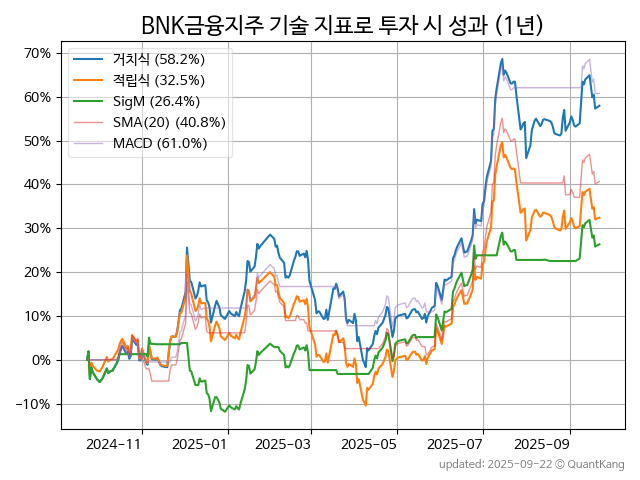 BNK금융지주 기술 지표로 투자 시 성과 (1년)
70%
60%
50%
40%
30%
20%
10%
0%
−10%
거치식 (58.2%)
적립식 (32.5%)
SigM (26.4%)
SMA(20) (40.8%)
MACD (61.0%)
2024-11 2025-01 2025-03 2025-05 2025-07 2025-09
updated: 2025-09-22 © QuantKang